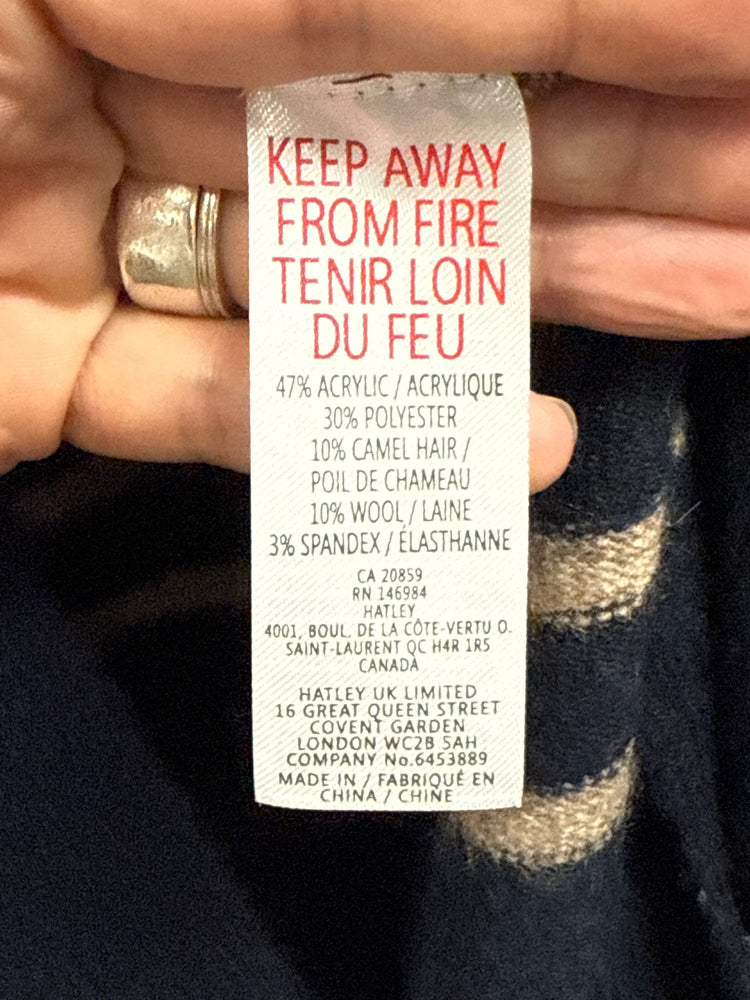 KEEP AWAY
FROM FIRE
TENIR LOIN
DU FEU
47% ACRYLIC / ACRYLIQUE
30% POLYESTER
10% CAMEL HAIR /
POIL DE CHAMEAU
10% WOOL / LAINE
3% SPANDEX / ÉLASTHANNE
CA 20859
RN 146984
HATLEY
4001, BOUL. DE LA CÔTE-VERTU O.
SAINT-LAURENT QC H4R 1R5
CANADA
HATLEY UK LIMITED
16 GREAT QUEEN STREET
COVENT GARDEN
LONDON WC2B 5AH
COMPANY No.6453889
MADE IN / FABRIQUÉ EN
CHINA / CHINE